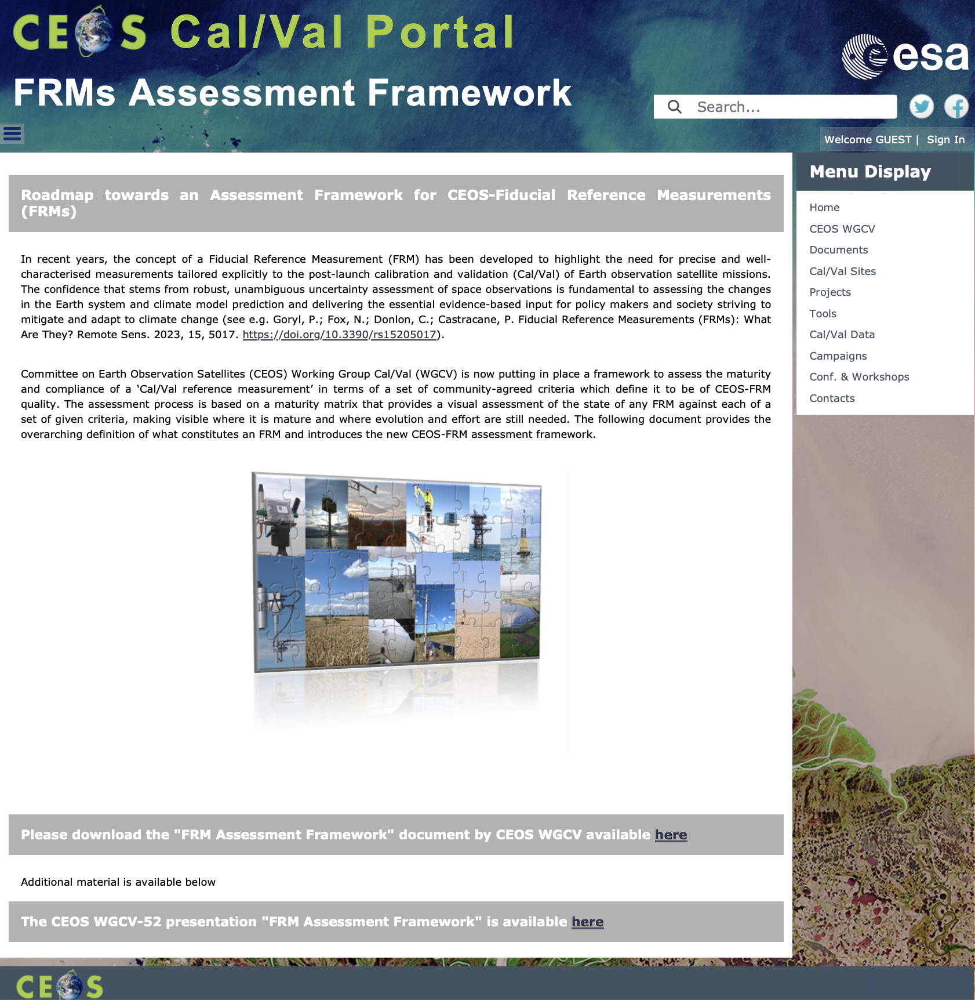 CEOS Cal/Val Portal
esa
FRMs Assessment Framework
Search...
Welcome GUEST | Sign In
Roadmap towards an Assessment Framework for CEOS-Fiducial Reference Measurements
(FRMs)
In recent years, the concept of a Fiducial Reference Measurement (FRM) has been developed to highlight the need for precise and well-
characterised measurements tailored explicitly to the post-launch calibration and validation (Cal/Val) of Earth observation satellite missions.
The confidence that stems from robust, unambiguous uncertainty assessment of space observations is fundamental to assessing the changes
in the Earth system and climate model prediction and delivering the essential evidence-based input for policy makers and society striving to
mitigate and adapt to climate change (see e.g. Goryl, P.; Fox, N.; Donlon, C.; Castracane, P. Fiducial Reference Measurements (FRMs): What
Are They? Remote Sens. 2023, 15, 5017. https://doi.org/10.3390/rs15205017).
Committee on Earth Observation Satellites (CEOS) Working Group Cal/Val (WGCV) is now putting in place a framework to assess the maturity
and compliance of a ‘Cal/Val reference measurement’ in terms of a set of community-agreed criteria which define it to be of CEOS-FRM
quality. The assessment process is based on a maturity matrix that provides a visual assessment of the state of any FRM against each of a
set of given criteria, making visible where it is mature and where evolution and effort are still needed. The following document provides the
overarching definition of what constitutes an FRM and introduces the new CEOS-FRM assessment framework.
Please download the "FRM Assessment Framework" document by CEOS WGCV available here
Additional material is available below
The CEOS WGCV-52 presentation "FRM Assessment Framework" is available here
Menu Display
Home
CEOS WGCV
Documents
Cal/Val Sites
Projects
Tools
Cal/Val Data
Campaigns
Conf. & Workshops
Contacts
CEOS